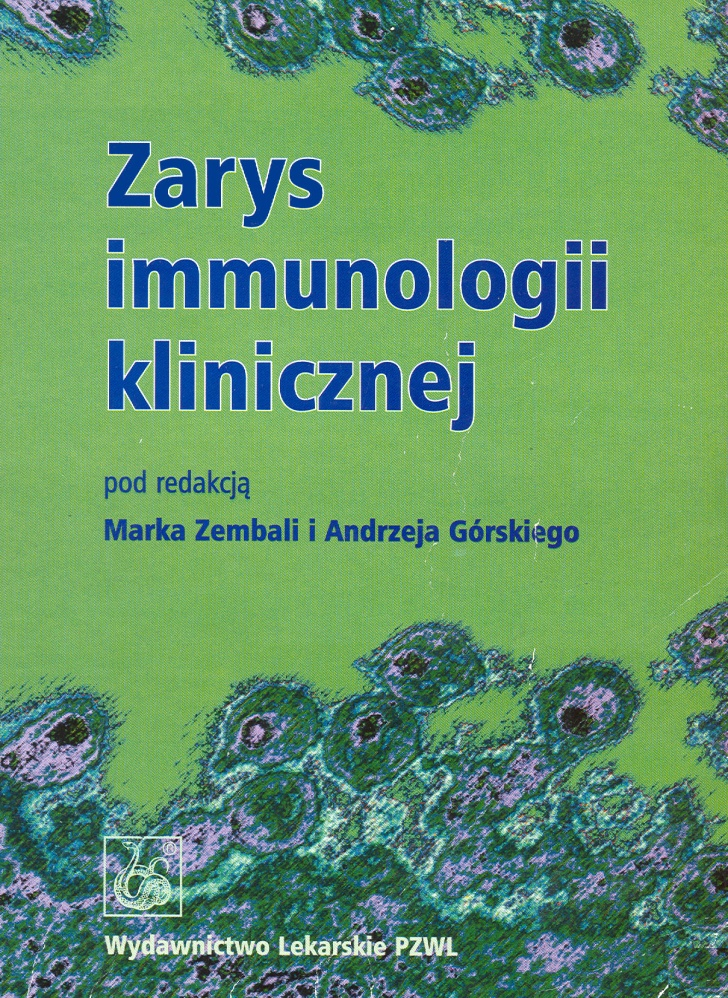 Zarys
immunologii
klinicznej
pod redakcją
Marka Zembali i Andrzeja Górskiego
Wydawnictwo Lekarskie PZWL